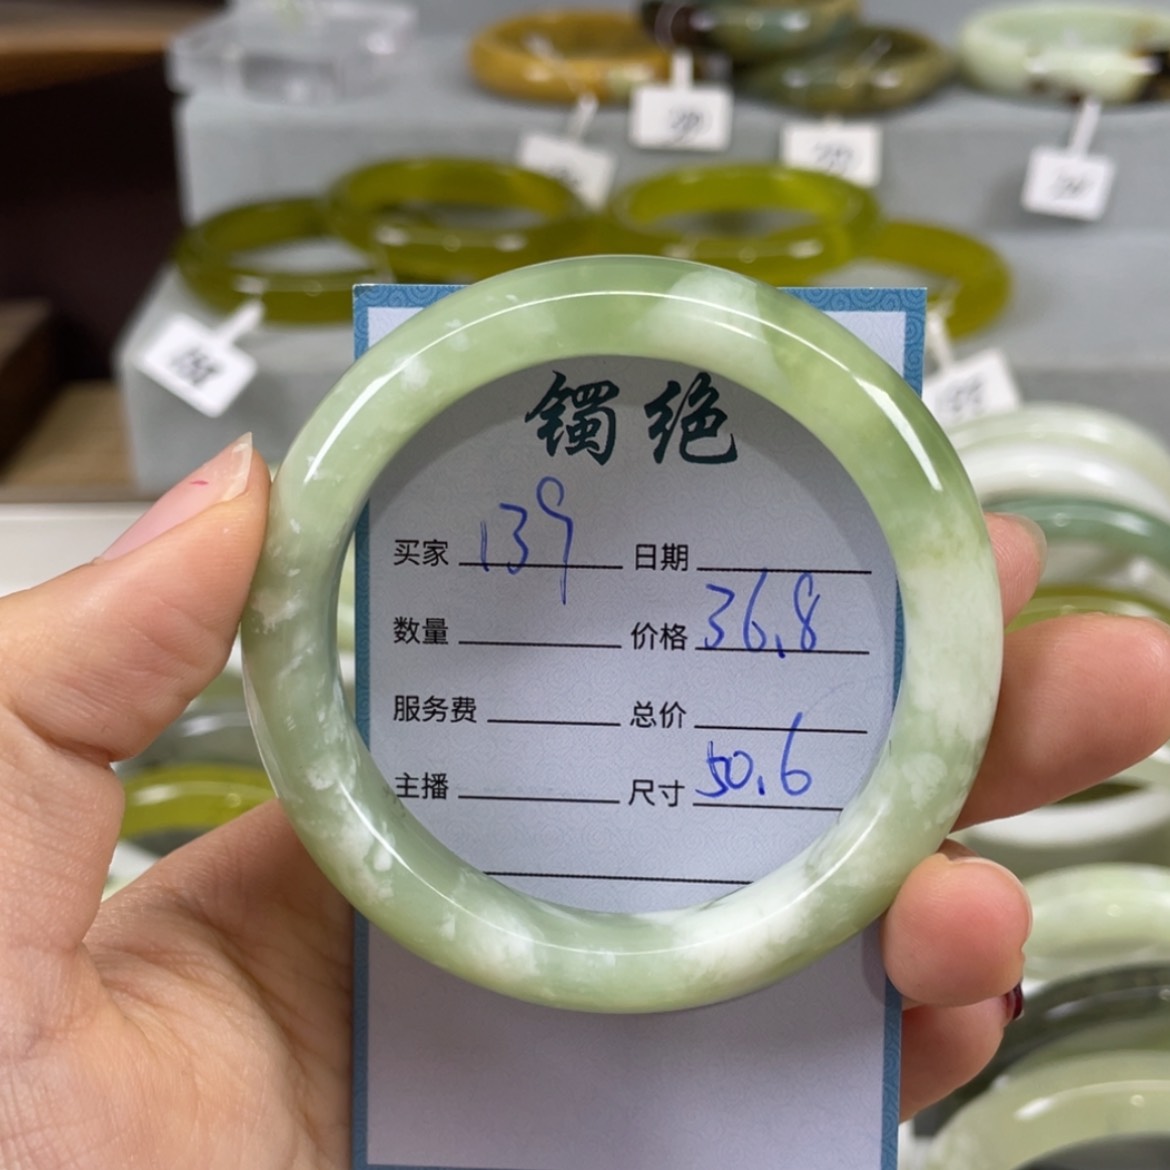 镯绝
买家 139 日期
数量 价格 36.8
服务费 总价
主播 尺寸 50.6